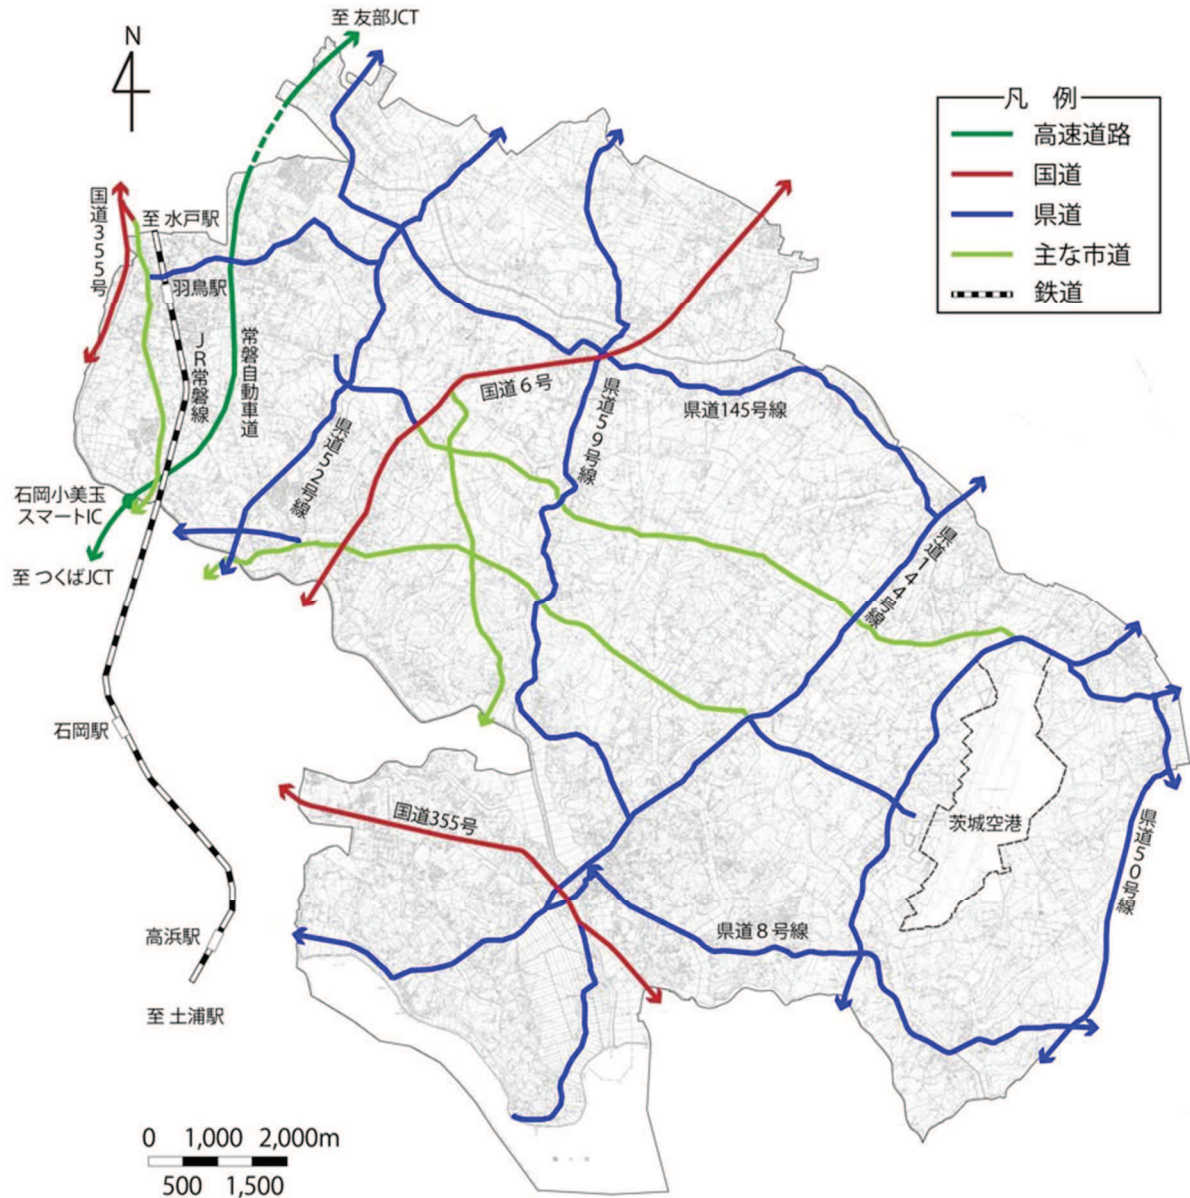 至 友部JCT
N
凡　例
高速道路
国道
県道
主な市道
鉄道
国道355号
至 水戸駅
羽鳥駅
JR常磐線
常磐自動車道
国道6号
県道59号線
県道145号線
県道52号線
石岡小美玉
スマートIC
至 つくばJCT
県道144号線
石岡駅
国道355号
茨城空港
県道50号線
高浜駅
県道8号線
至 土浦駅
0 1,000 2,000m
500 1,500